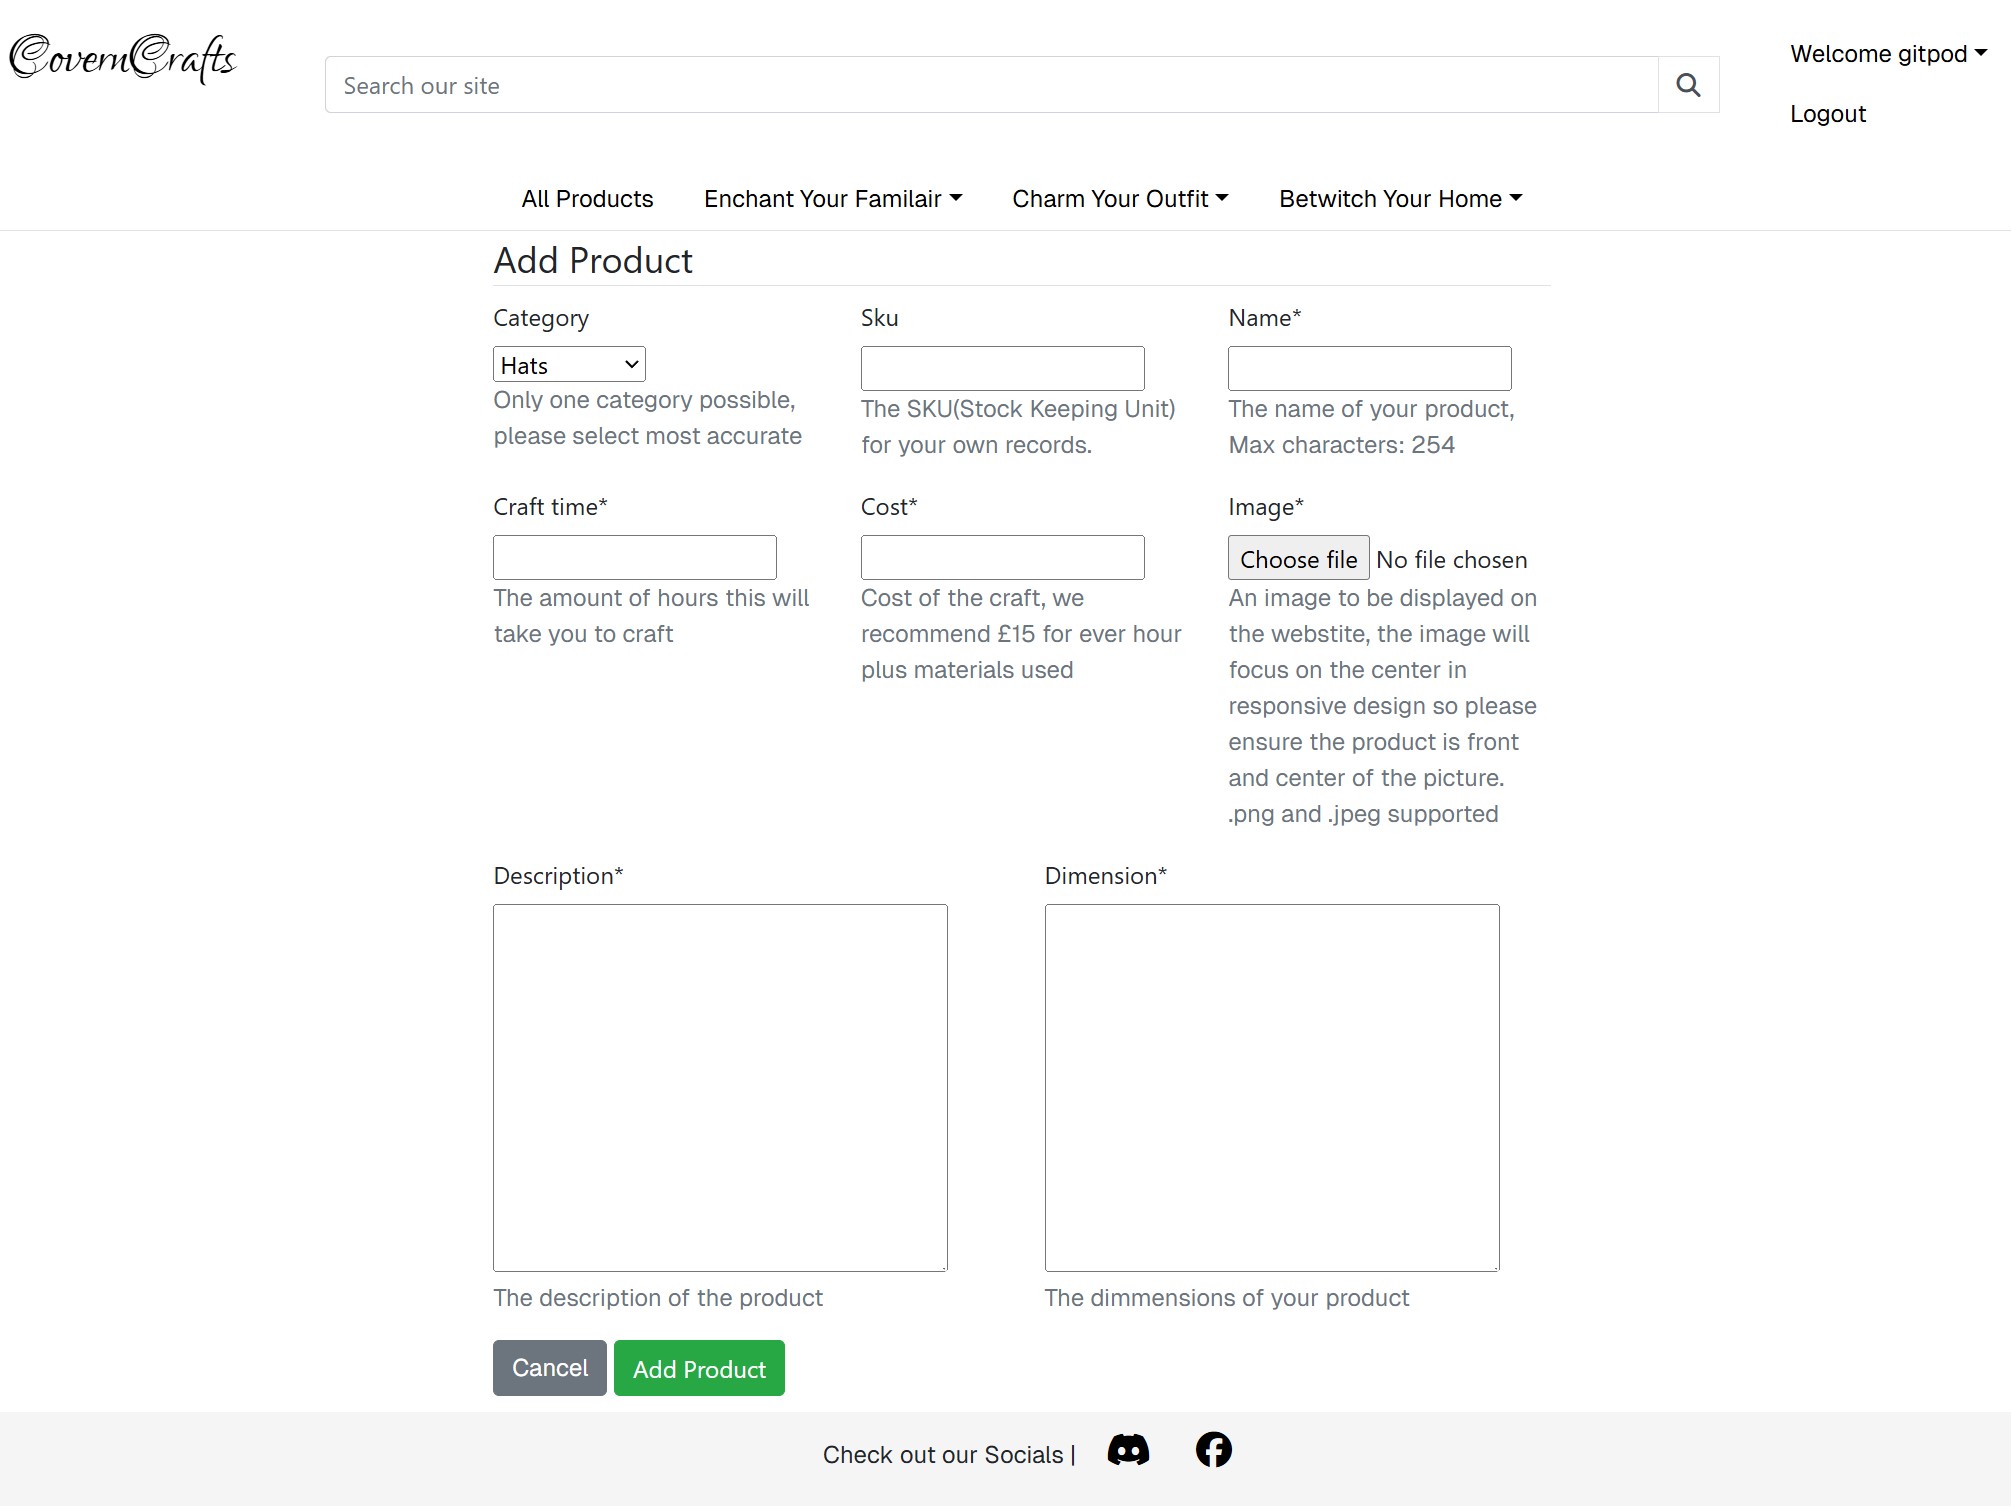 CovernCrafts
Search our site
Welcome gitpod
Logout
All Products Enchant Your Familair Charm Your Outfit Betwitch Your Home
Add Product
Category
Hats
Only one category possible,
please select most accurate
Sku
The SKU(Stock Keeping Unit)
for your own records.
Name*
The name of your product,
Max characters: 254
Craft time*
The amount of hours this will
take you to craft
Cost*
Cost of the craft, we
recommend £15 for ever hour
plus materials used
Image*
Choose file No file chosen
An image to be displayed on
the webstite, the image will
focus on the center in
responsive design so please
ensure the product is front
and center of the picture.
.png and .jpeg supported
Description*
The description of the product
Dimension*
The dimmensions of your product
Cancel Add Product
Check out our Socials |